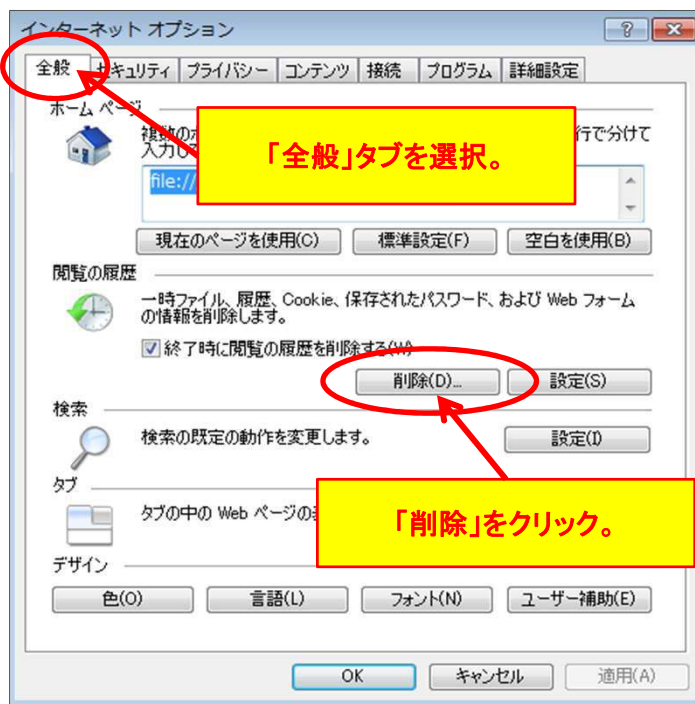 インターネット オプション
全般 セキュリティ プライバシー コンテンツ 接続 プログラム 詳細設定
ホーム ページ
複数の
行で分けて
入力し
「全般」タブを選択。
file://
現在のページを使用(C) 標準設定(F) 空白を使用(B)
閲覧の履歴
一時ファイル、履歴、Cookie、保存されたパスワード、および Web フォーム
の情報を削除します。
終了時に閲覧の履歴を削除する(W)
削除(D)... 設定(S)
検索
検索の既定の動作を変更します。
設定(I)
タブ
タブの中の Web ページの
「削除」をクリック。
デザイン
色(O) 言語(L) フォント(N) ユーザー補助(E)
OK キャンセル 適用(A)